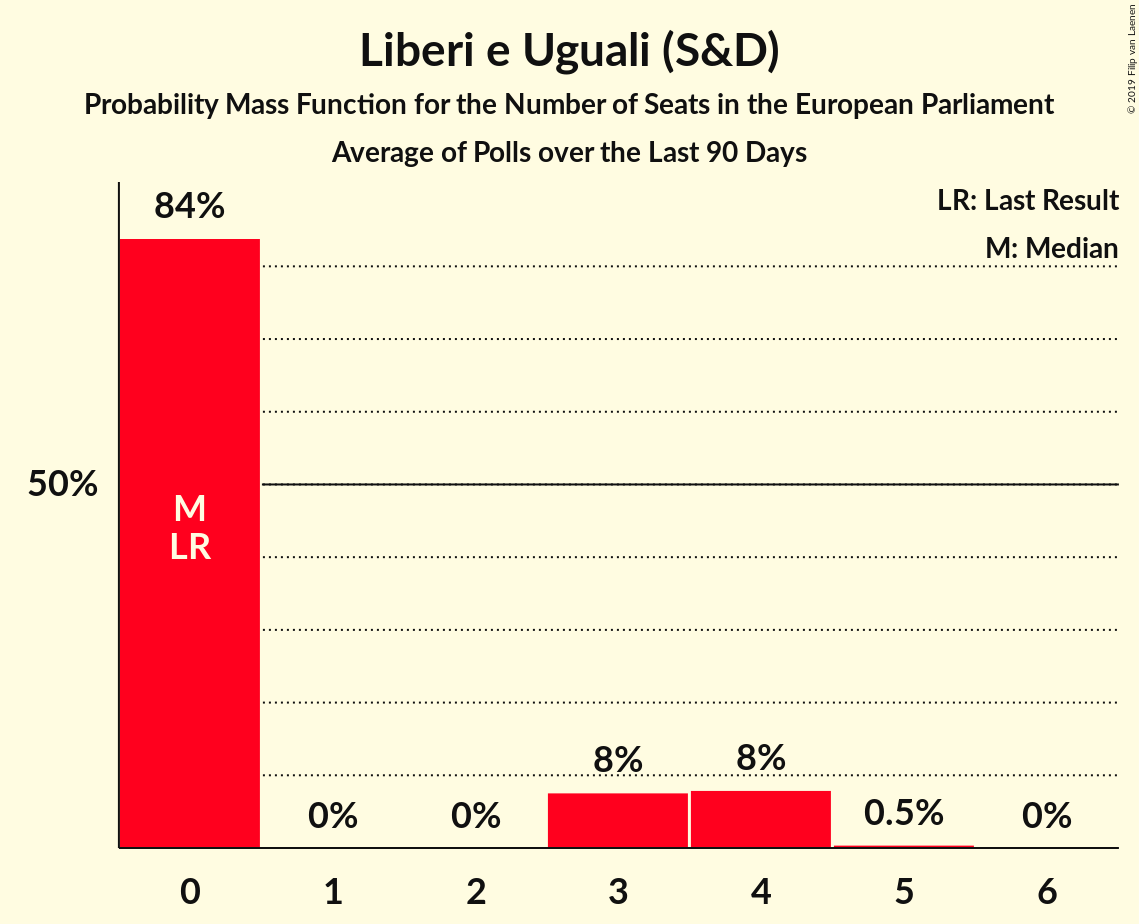 Liberi e Uguali (S&D)
Probability Mass Function for the Number of Seats in the European Parliament
Average of Polls over the Last 90 Days
© 2019 Filip van Laenen
LR: Last Result
M: Median
84%
50%
M
LR
0%
0%
8%
8%
0.5%
0%
0
1
2
3
4
5
6